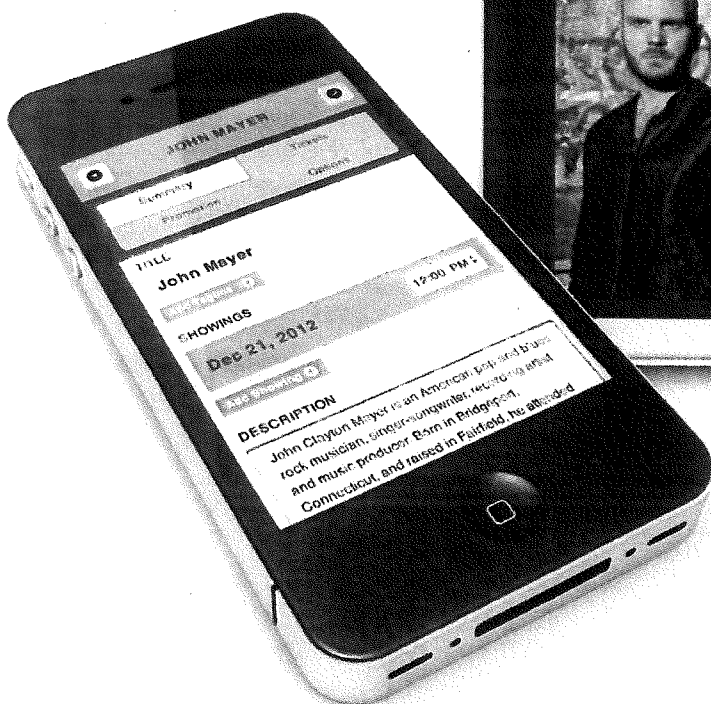 JOHN MAYER
Summary
Tickets
Promotion
Options
TITLE
John Mayer
SHOWINGS
Dec 21, 2012
12:00 PM
Add Showing
DESCRIPTION
John Clayton Mayer is an American pop and blues
rock musician, singer-songwriter, recording artist
and music producer. Born in Bridgeport,
Connecticut, and raised in Fairfield, he attended